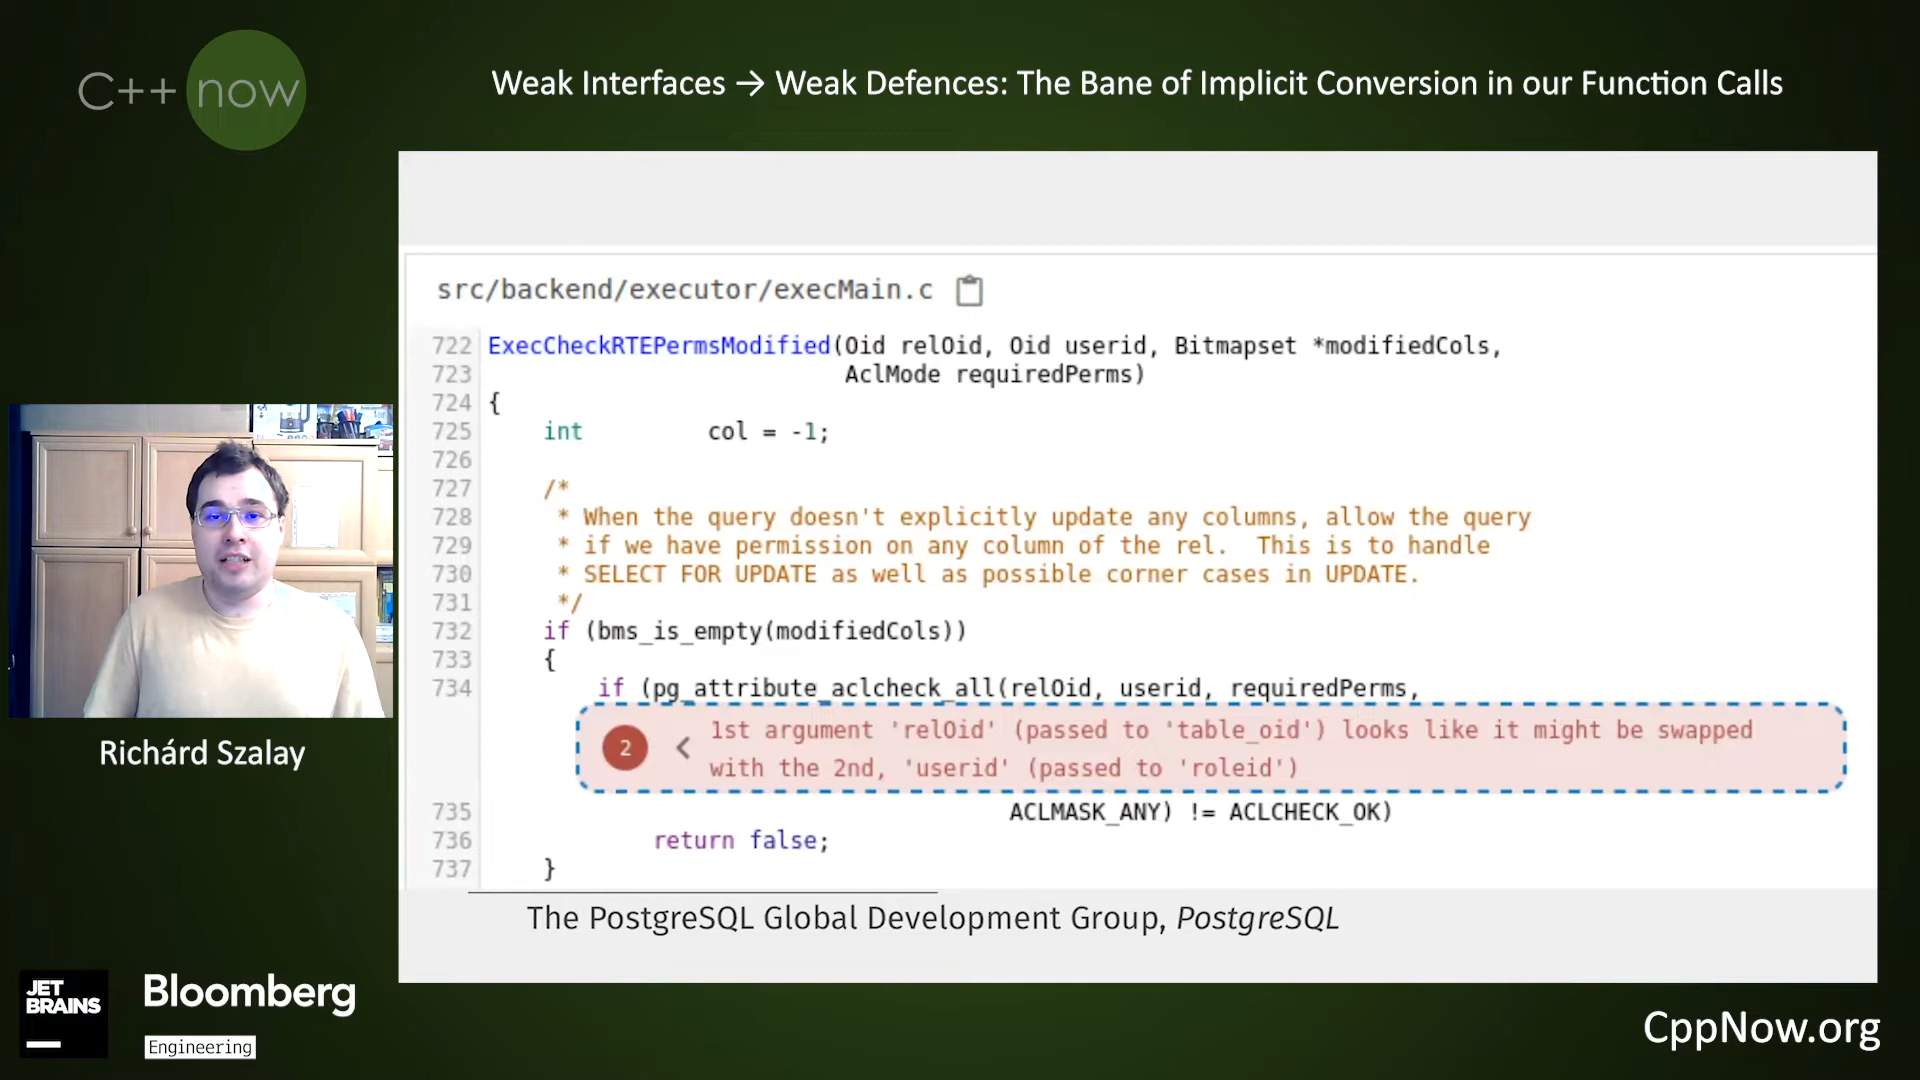 C++ now
Weak Interfaces → Weak Defences: The Bane of Implicit Conversion in our Function Calls
src/backend/executor/execMain.c
722 ExecCheckRTEPermsModified(Oid relOid, Oid userid, Bitmapset *modifiedCols,
723 AclMode requiredPerms)
724 {
725 int col = -1;
726
727 /*
728 * When the query doesn't explicitly update any columns, allow the query
729 * if we have permission on any column of the rel. This is to handle
730 * SELECT FOR UPDATE as well as possible corner cases in UPDATE.
731 */
732 if (bms_is_empty(modifiedCols))
733 {
734 if (pg_attribute_aclcheck_all(relOid, userid, requiredPerms,
2 < 1st argument 'relOid' (passed to 'table_oid') looks like it might be swapped
with the 2nd, 'userid' (passed to 'roleid')
735 ACLMASK_ANY) != ACLCHECK_OK)
736 return false;
737 }
The PostgreSQL Global Development Group, PostgreSQL
Richárd Szalay
JET
BRAINS
Bloomberg
Engineering
CppNow.org